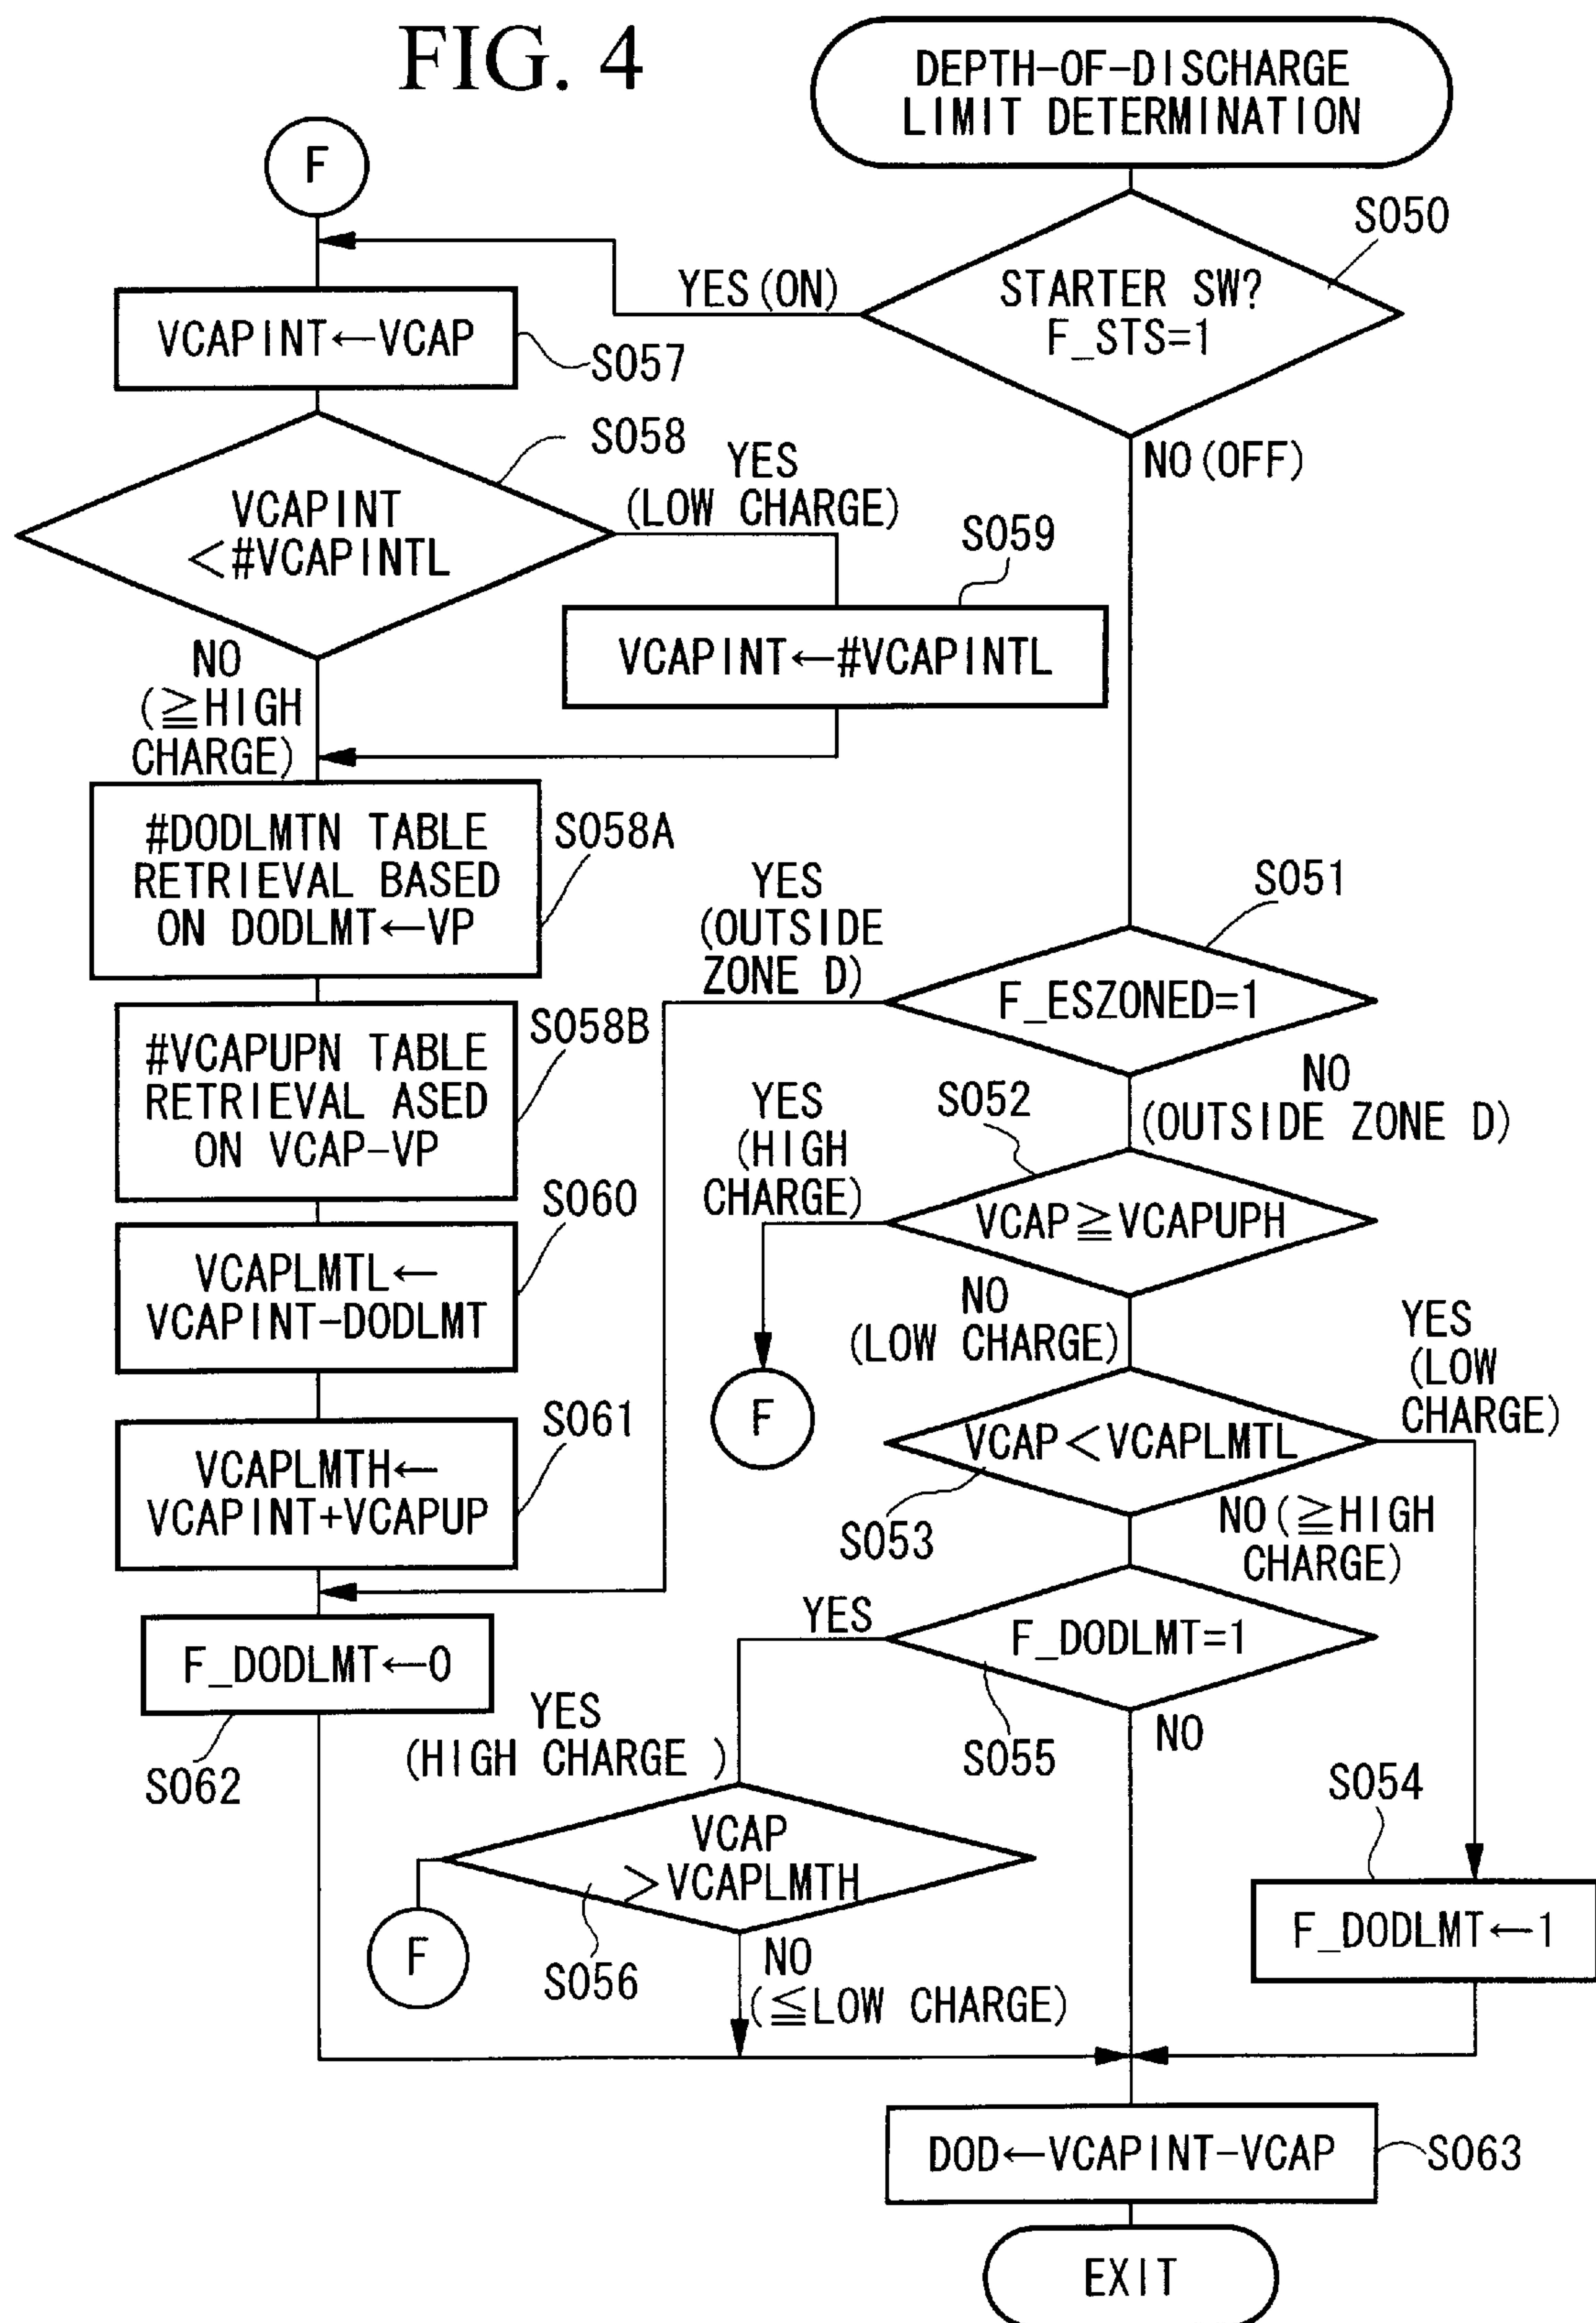 FIG. 4
DEPTH-OF-DISCHARGE
LIMIT DETERMINATION
F
S050
STARTER SW?
F_STS=1
YES(ON)
NO(OFF)
VCAPINT←VCAP
S057
S058
VCAPINT
<#VCAPINTL
YES
(LOW CHARGE)
S059
VCAPINT←#VCAPINTL
NO
(≧HIGH
CHARGE)
#DODLMTN TABLE
RETRIEVAL BASED
ON DODLMT←VP
S058A
#VCAPUPN TABLE
RETRIEVAL ASED
ON VCAP-VP
S058B
VCAPLMTL←
VCAPINT-DODLMT
S060
VCAPLMTH←
VCAPINT+VCAPUP
S061
F_DODLMT←0
S062
YES
(OUTSIDE
ZONE D)
S051
F_ESZONED=1
NO
(OUTSIDE ZONE D)
YES
(HIGH
CHARGE)
S052
VCAP≧VCAPUPH
F
NO
(LOW CHARGE)
YES
(LOW
CHARGE)
VCAP<VCAPLMTL
S053
NO(≧HIGH
CHARGE)
YES
F_DODLMT=1
S055
NO
YES
(HIGH CHARGE )
VCAP
>VCAPLMTH
F
S056
NO
(≦LOW CHARGE)
S054
F_DODLMT←1
DOD←VCAPINT-VCAP
S063
EXIT